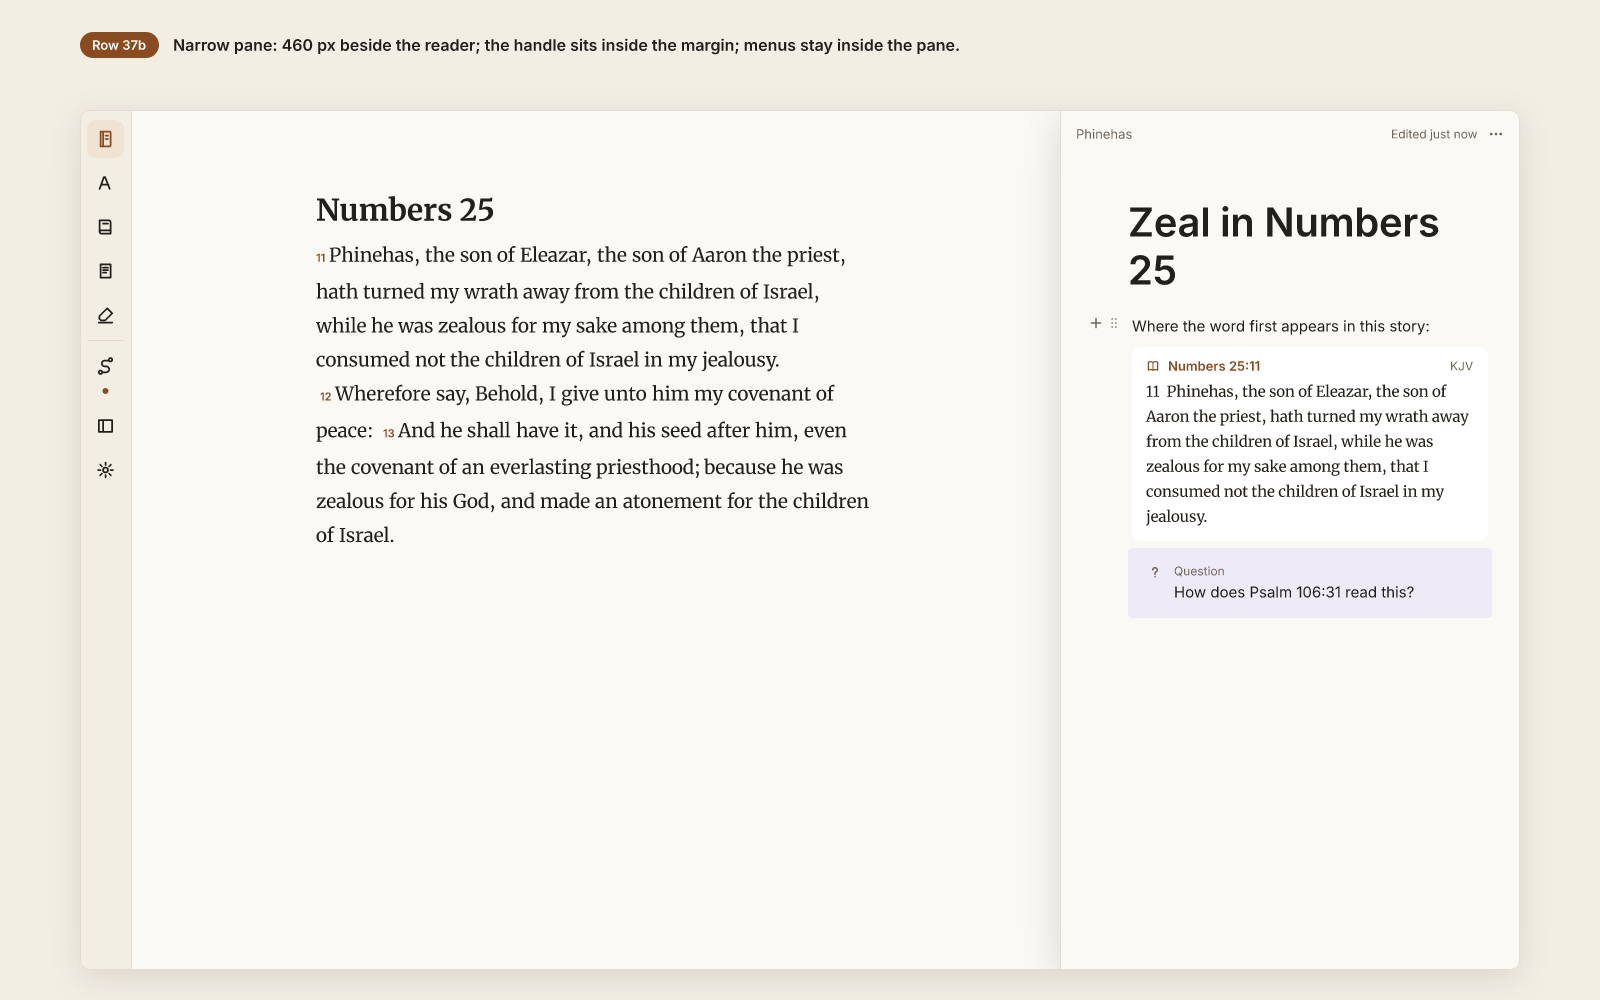 Row 37b
Narrow pane: 460 px beside the reader; the handle sits inside the margin; menus stay inside the pane.
Numbers 25
11 Phinehas, the son of Eleazar, the son of Aaron the priest,
hath turned my wrath away from the children of Israel,
while he was zealous for my sake among them, that I
consumed not the children of Israel in my jealousy.
12 Wherefore say, Behold, I give unto him my covenant of
peace: 13 And he shall have it, and his seed after him, even
the covenant of an everlasting priesthood; because he was
zealous for his God, and made an atonement for the children
of Israel.
Phinehas
Edited just now
Zeal in Numbers
25
Where the word first appears in this story:
Numbers 25:11
KJV
11 Phinehas, the son of Eleazar, the son of
Aaron the priest, hath turned my wrath away
from the children of Israel, while he was
zealous for my sake among them, that I
consumed not the children of Israel in my
jealousy.
? Question
How does Psalm 106:31 read this?